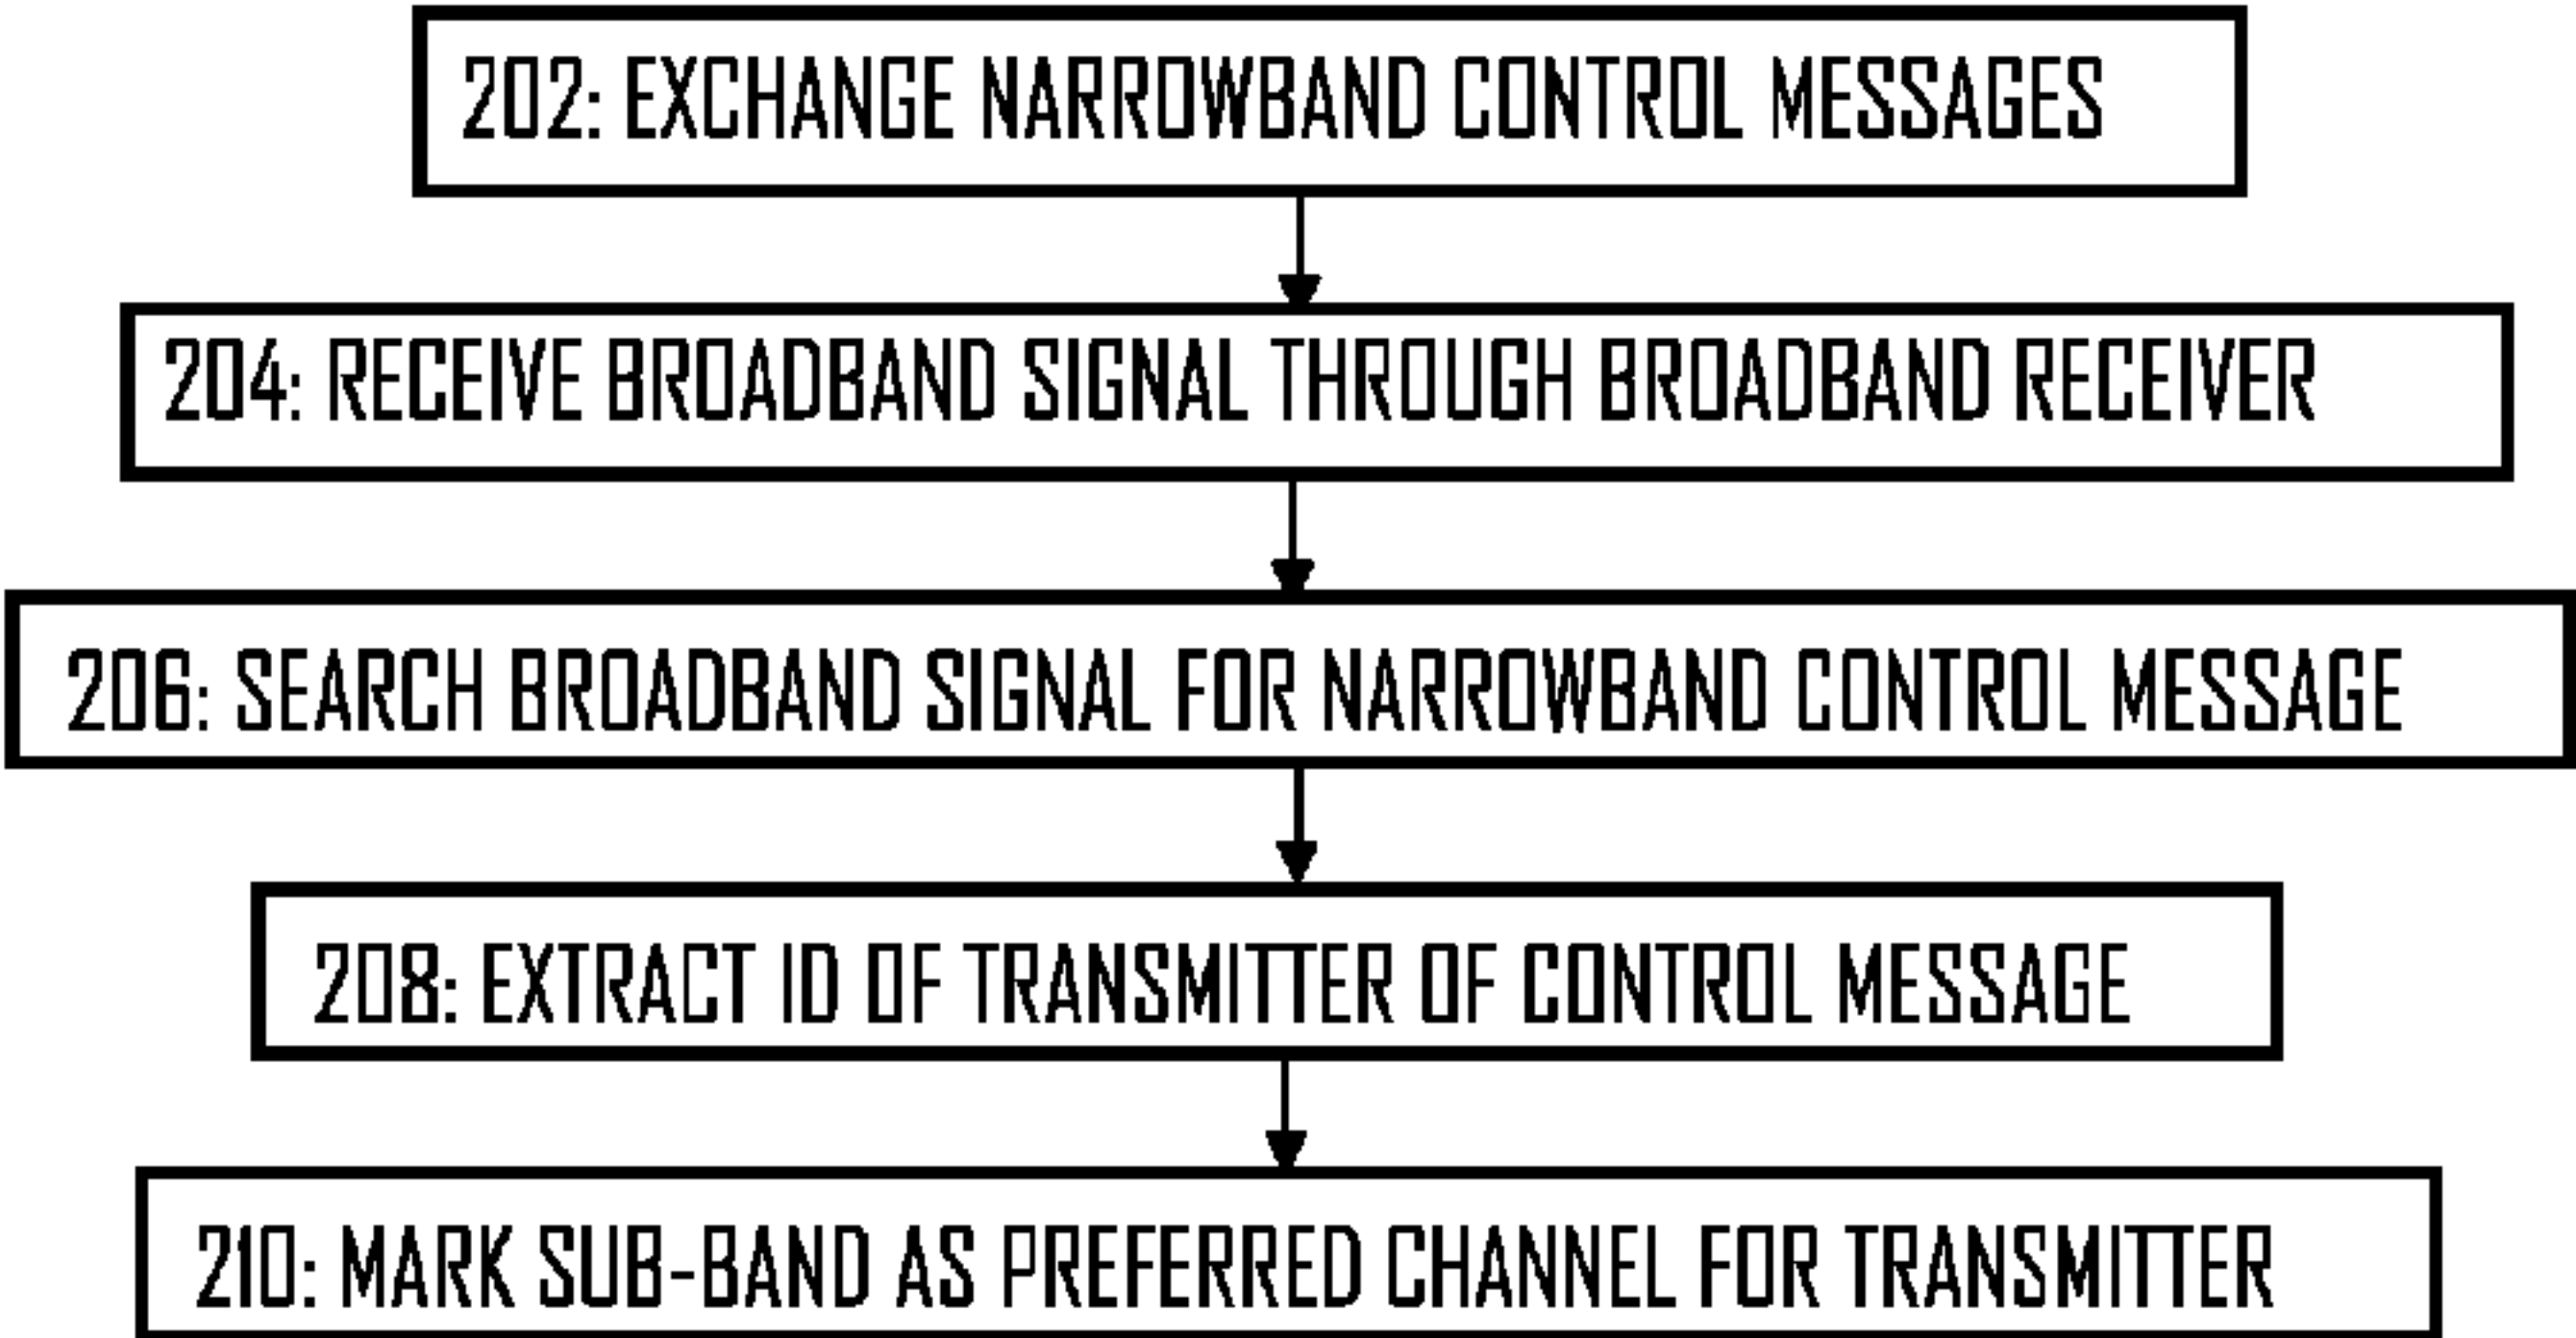 202: EXCHANGE NARROWBAND CONTROL MESSAGES
204: RECEIVE BROADBAND SIGNAL THROUGH BROADBAND RECEIVER
206: SEARCH BROADBAND SIGNAL FOR NARROWBAND CONTROL MESSAGE
208: EXTRACT ID OF TRANSMITTER OF CONTROL MESSAGE
210: MARK SUB-BAND AS PREFERRED CHANNEL FOR TRANSMITTER